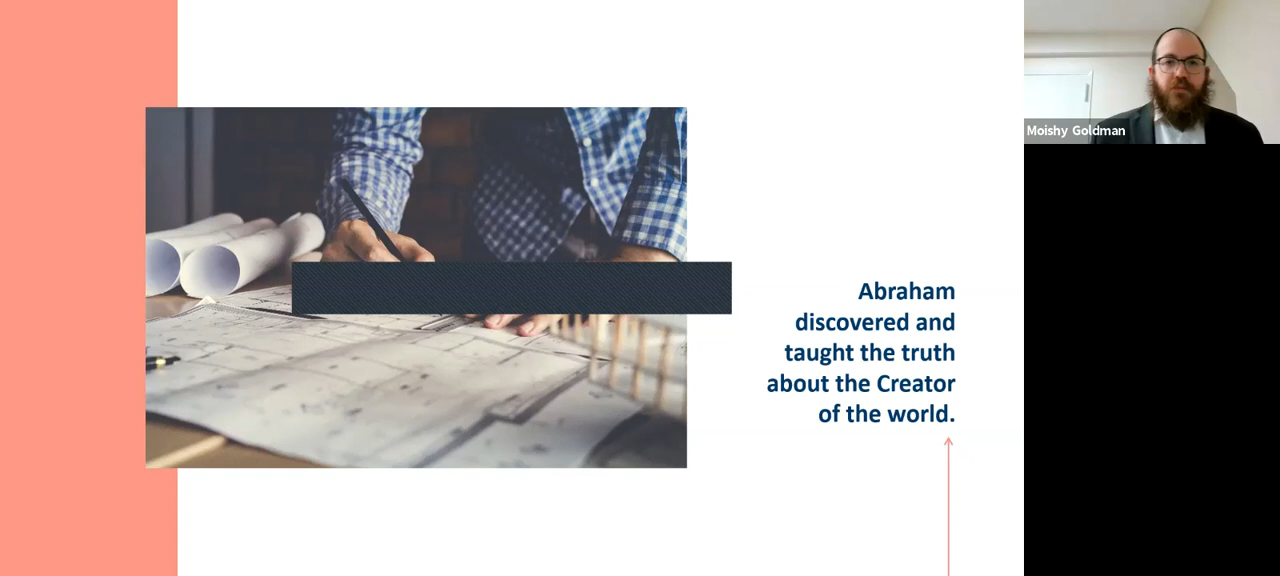 Moishy Goldman
Abraham
discovered and
taught the truth
about the Creator
of the world.